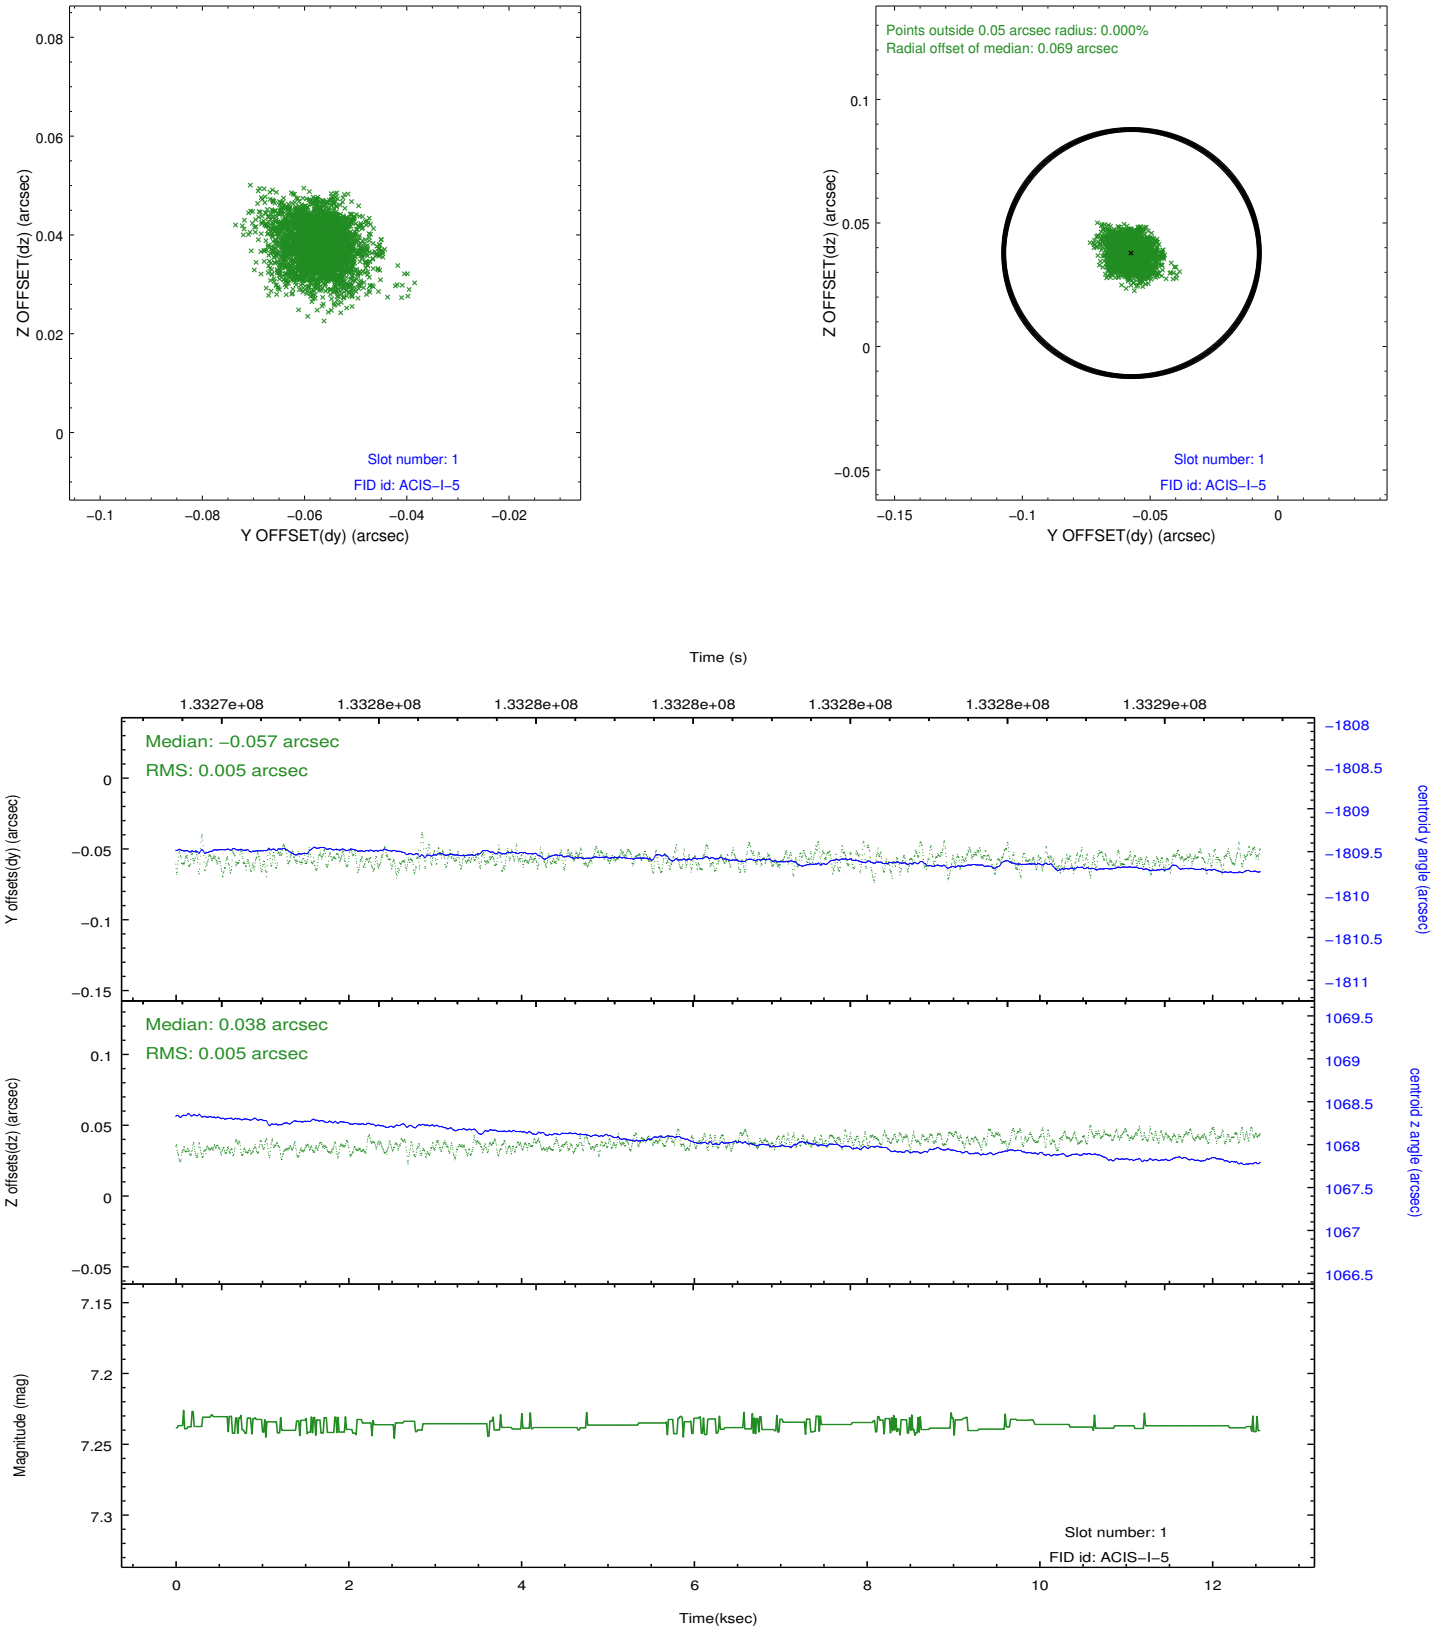 0.08
0.06
0.04
0.02
0
Z OFFSET(dz) (arcsec)
Slot number: 1
FID id: ACIS−I−5
−0.1 −0.08 −0.06 −0.04 −0.02
Y OFFSET(dy) (arcsec)
Points outside 0.05 arcsec radius: 0.000%
Radial offset of median: 0.069 arcsec
0.1
0.05
0
−0.05
Z OFFSET(dz) (arcsec)
Slot number: 1
FID id: ACIS−I−5
−0.15 −0.1 −0.05 0
Y OFFSET(dy) (arcsec)
Time (s)
1.3327e+08 1.3328e+08 1.3328e+08 1.3328e+08 1.3328e+08 1.3328e+08 1.3329e+08
Median: −0.057 arcsec
RMS: 0.005 arcsec
0
−0.05
−0.1
−0.15
Y offsets(dy) (arcsec)
−1808
−1808.5
−1809
−1809.5
−1810
−1810.5
−1811
centroid y angle (arcsec)
Median: 0.038 arcsec
RMS: 0.005 arcsec
0.1
0.05
0
−0.05
Z offsets(dz) (arcsec)
1069.5
1069
1068.5
1068
1067.5
1067
1066.5
centroid z angle (arcsec)
7.15
7.2
7.25
7.3
Magnitude (mag)
Slot number: 1
FID id: ACIS−I−5
0 2 4 6 8 10 12
Time(ksec)